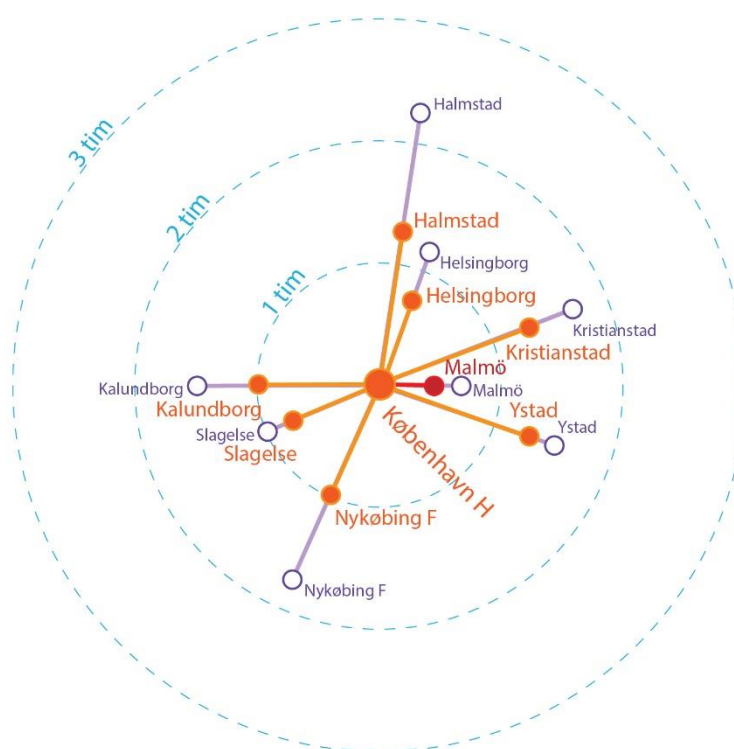 3 tim
Halmstad
2 tim
Halmstad
Helsingborg
1 tim
Helsingborg
Kristianstad
Kristianstad
Malmö
Kalundborg
Malmö
Kalundborg
Ystad
Ystad
Slagelse
Slagelse
København H
Nykøbing F
Nykøbing F